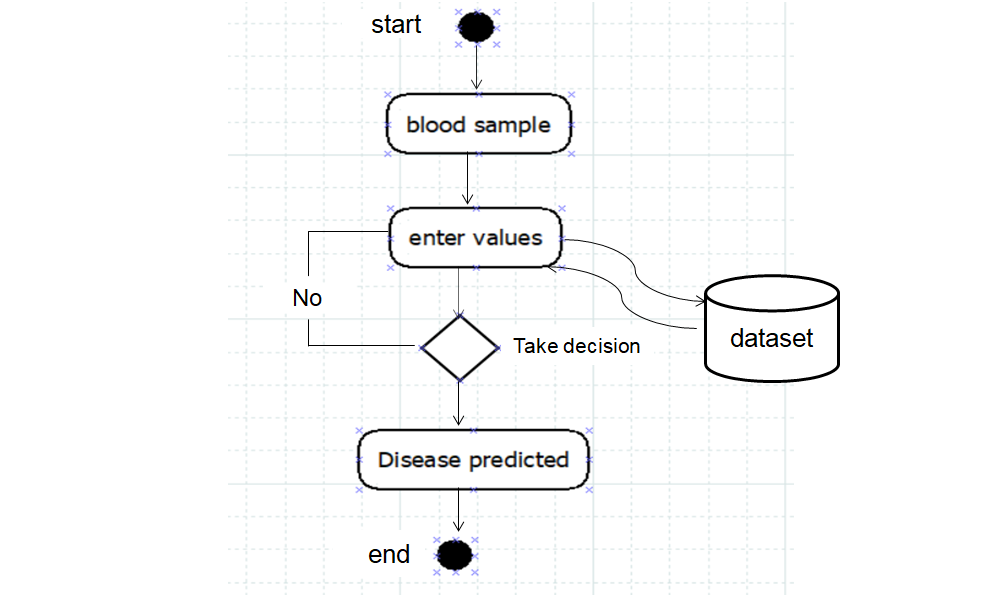 start
blood sample
enter values
No
dataset
Take decision
Disease predicted
end